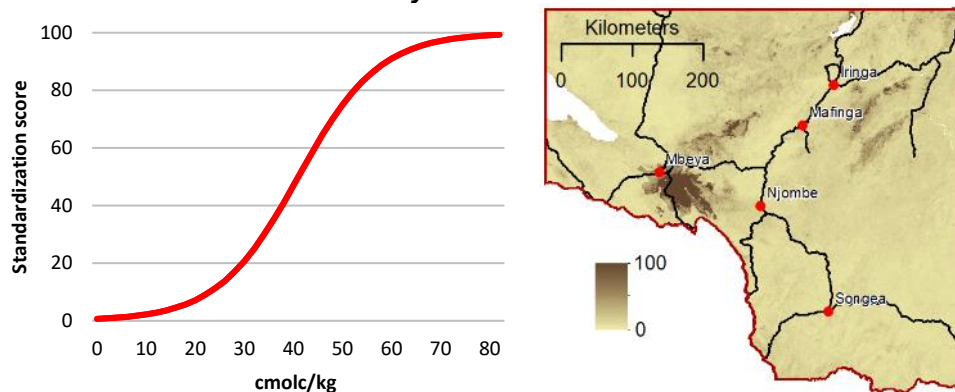 100
80
60
40
20
0
Standardization score
0 10 20 30 40 50 60 70 80
cmolc/kg
Kilometers
0 100 200
Iringa
Mafinga
Mbeya
Njombe
Songea
100
0